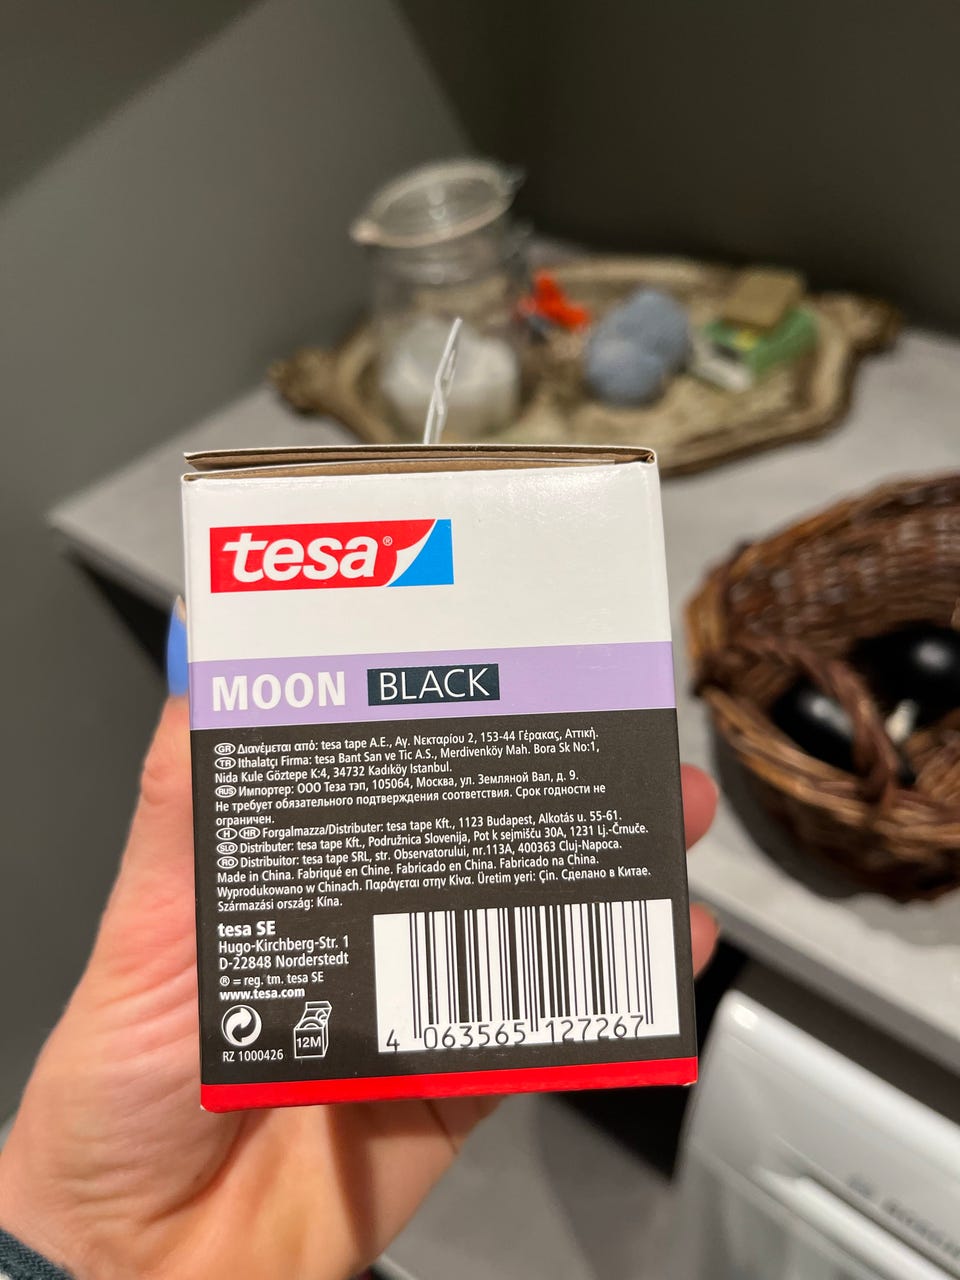 tesa®
MOON BLACK
GR Διανέμεται από: tesa tape A.E., Αγ. Νεκταρίου 2, 153-44 Γέρακας, Αττική.
TR Ithalatçı Firma: tesa Bant San ve Tic A.S., Merdivenköy Mah. Bora Sk No:1,
Nida Kule Göztepe K:4, 34732 Kadıköy Istanbul.
RUS Импортер: ООО Теза тэп, 105064, Москва, ул. Земляной Вал, д. 9.
Не требует обязательного подтверждения соответствия. Срок годности не
ограничен.
H HR Forgalmazza/Distributer: tesa tape Kft., 1123 Budapest, Alkotás u. 55-61.
SLO Distributer: tesa tape Kft., Podružnica Slovenija, Pot k sejmišču 30A, 1231 Lj.-Črnuče.
RO Distribuitor: tesa tape SRL, str. Observatorului, nr.113A, 400363 Cluj-Napoca.
Made in China. Fabriqué en Chine. Fabricado en China. Fabricado na China.
Wyprodukowano w Chinach. Παράγεται στην Κίνα. Üretim yeri: Çin. Сделано в Китае.
Származási ország: Kína.
tesa SE
Hugo-Kirchberg-Str. 1
D-22848 Norderstedt
® = reg. tm. tesa SE
www.tesa.com
RZ 1000426
12M
4 063565 127267